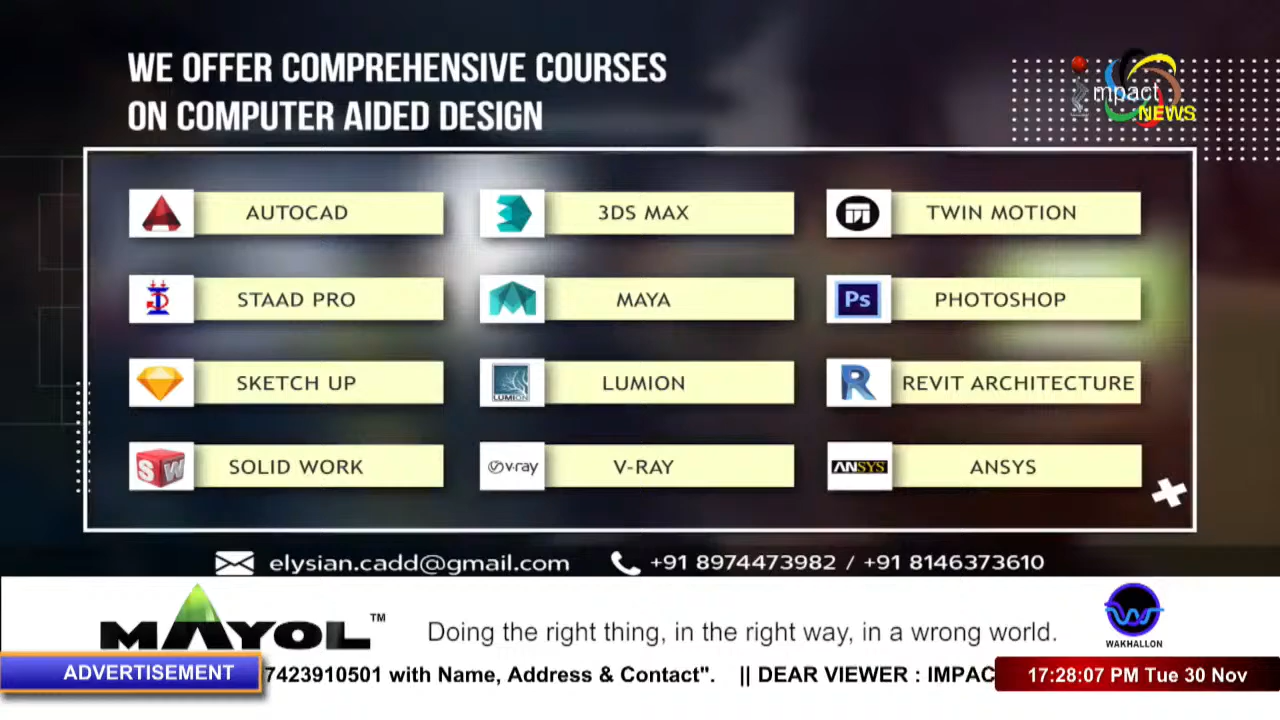 WE OFFER COMPREHENSIVE COURSES
ON COMPUTER AIDED DESIGN
impact
NEWS
AUTOCAD
3DS MAX
TWIN MOTION
STAAD PRO
MAYA
Ps
PHOTOSHOP
SKETCH UP
LUMION
LUMION
REVIT ARCHITECTURE
SW
SOLID WORK
v·ray
V-RAY
ANSYS
ANSYS
elysian.cadd@gmail.com
+91 8974473982 / +91 8146373610
MAYOL™
Doing the right thing, in the right way, in a wrong world.
WAKHALLON
ADVERTISEMENT
7423910501 with Name, Address & Contact". || DEAR VIEWER : IMPAC
17:28:07 PM Tue 30 Nov